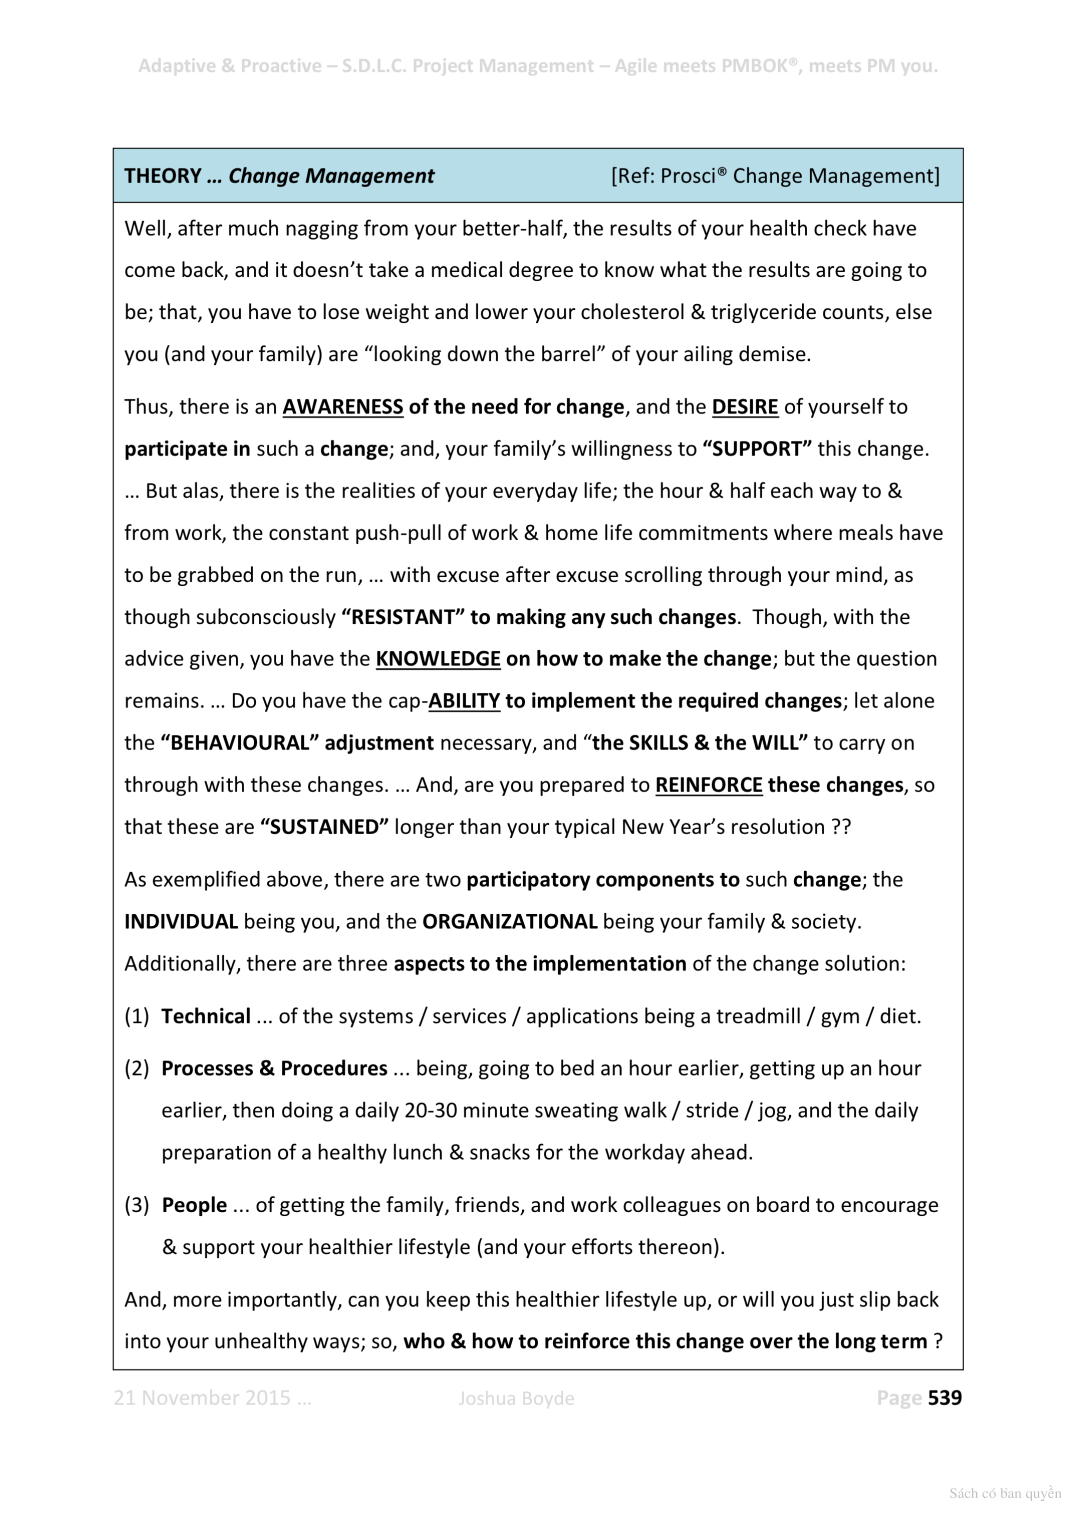 Adaptive & Proactive – S.D.L.C. Project Management – Agile meets PMBOK®, meets PM you.
THEORY … Change Management [Ref: Prosci® Change Management]
Well, after much nagging from your better-half, the results of your health check have
come back, and it doesn’t take a medical degree to know what the results are going to
be; that, you have to lose weight and lower your cholesterol & triglyceride counts, else
you (and your family) are “looking down the barrel” of your ailing demise.
Thus, there is an AWARENESS of the need for change, and the DESIRE of yourself to
participate in such a change; and, your family’s willingness to “SUPPORT” this change.
… But alas, there is the realities of your everyday life; the hour & half each way to &
from work, the constant push-pull of work & home life commitments where meals have
to be grabbed on the run, … with excuse after excuse scrolling through your mind, as
though subconsciously “RESISTANT” to making any such changes.  Though, with the
advice given, you have the KNOWLEDGE on how to make the change; but the question
remains. … Do you have the cap-ABILITY to implement the required changes; let alone
the “BEHAVIOURAL” adjustment necessary, and “the SKILLS & the WILL” to carry on
through with these changes. … And, are you prepared to REINFORCE these changes, so
that these are “SUSTAINED” longer than your typical New Year’s resolution ??
As exemplified above, there are two participatory components to such change; the
INDIVIDUAL being you, and the ORGANIZATIONAL being your family & society.
Additionally, there are three aspects to the implementation of the change solution:
(1) Technical ... of the systems / services / applications being a treadmill / gym / diet.
(2) Processes & Procedures ... being, going to bed an hour earlier, getting up an hour
earlier, then doing a daily 20-30 minute sweating walk / stride / jog, and the daily
preparation of a healthy lunch & snacks for the workday ahead.
(3) People ... of getting the family, friends, and work colleagues on board to encourage
& support your healthier lifestyle (and your efforts thereon).
And, more importantly, can you keep this healthier lifestyle up, or will you just slip back
into your unhealthy ways; so, who & how to reinforce this change over the long term ?
21 November 2015 … Joshua Boyde Page 539
Sách có bản quyền